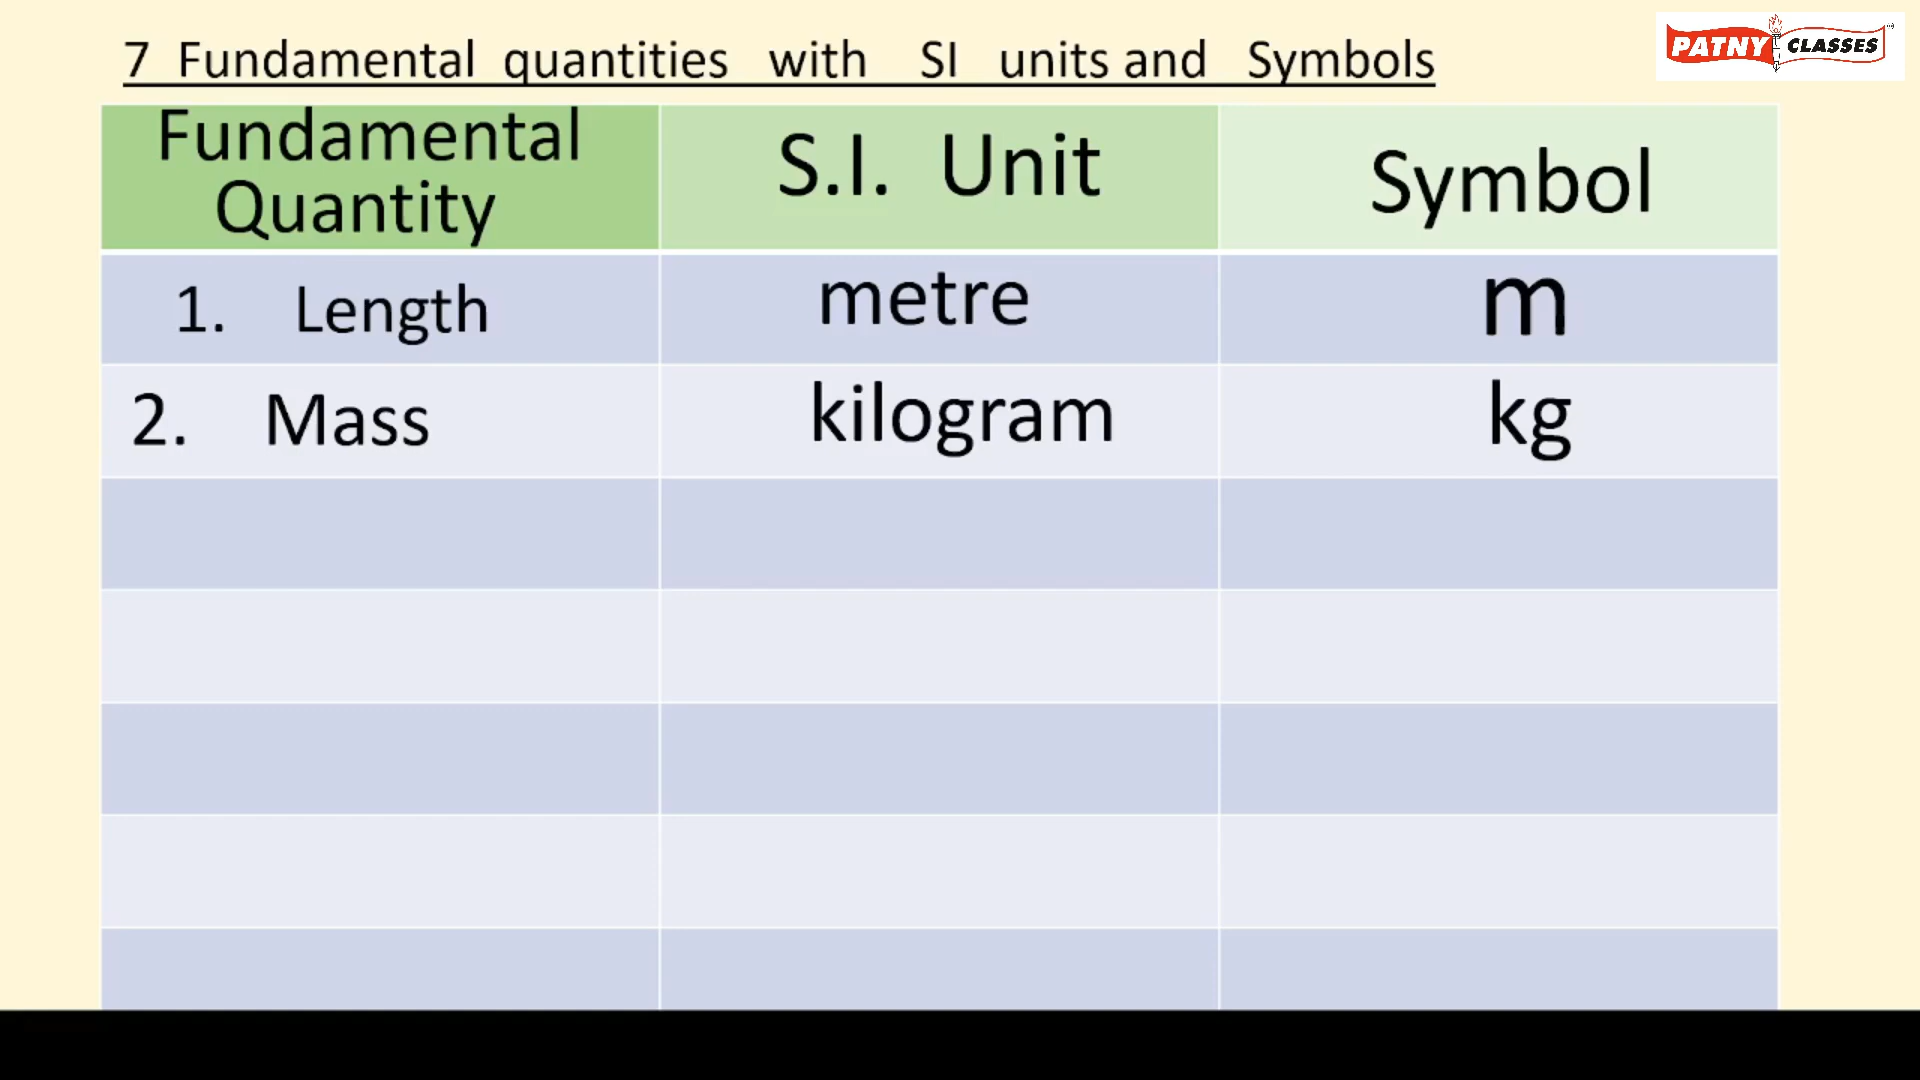 7 Fundamental quantities with SI units and Symbols
PATNY CLASSES
Fundamental Quantity
S.I. Unit
Symbol
1. Length
metre
m
2. Mass
kilogram
kg